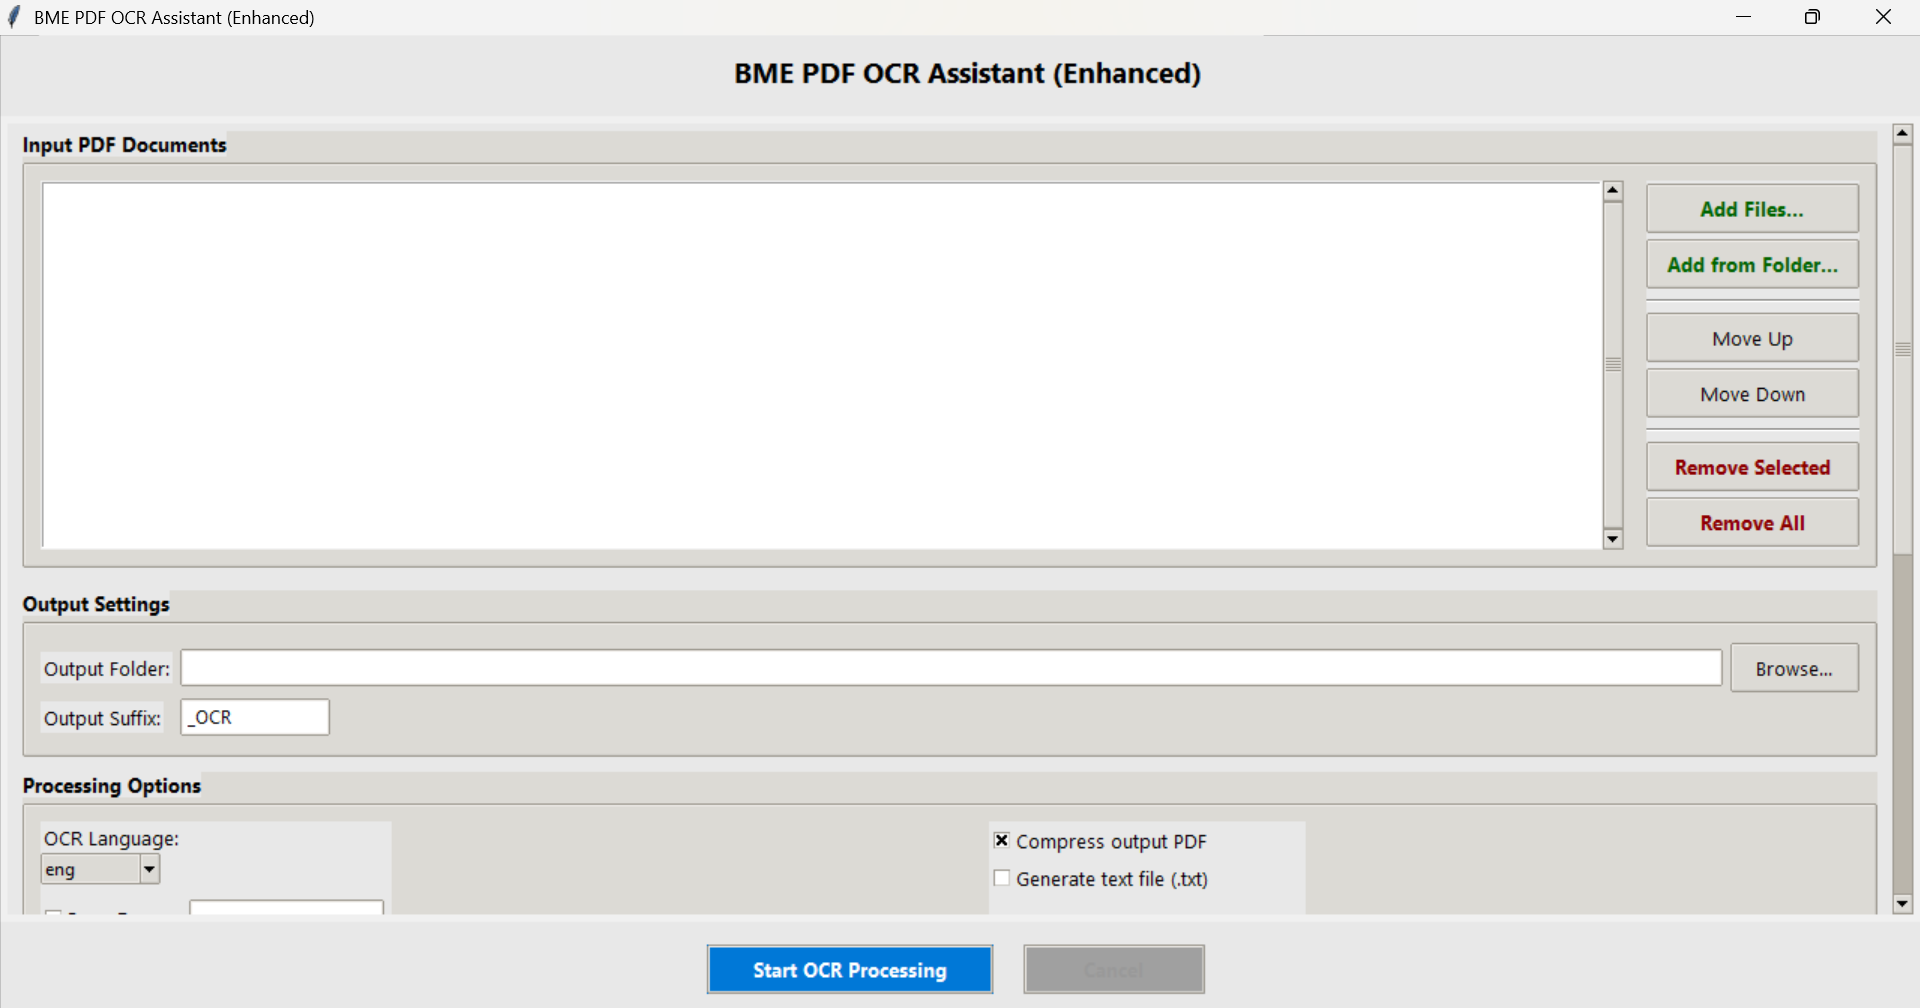 BME PDF OCR Assistant (Enhanced)
BME PDF OCR Assistant (Enhanced)
Input PDF Documents
Add Files...
Add from Folder...
Move Up
Move Down
Remove Selected
Remove All
Output Settings
Output Folder:
Browse...
Output Suffix:
_OCR
Processing Options
OCR Language:
eng
Compress output PDF
Generate text file (.txt)
Start OCR Processing
Cancel